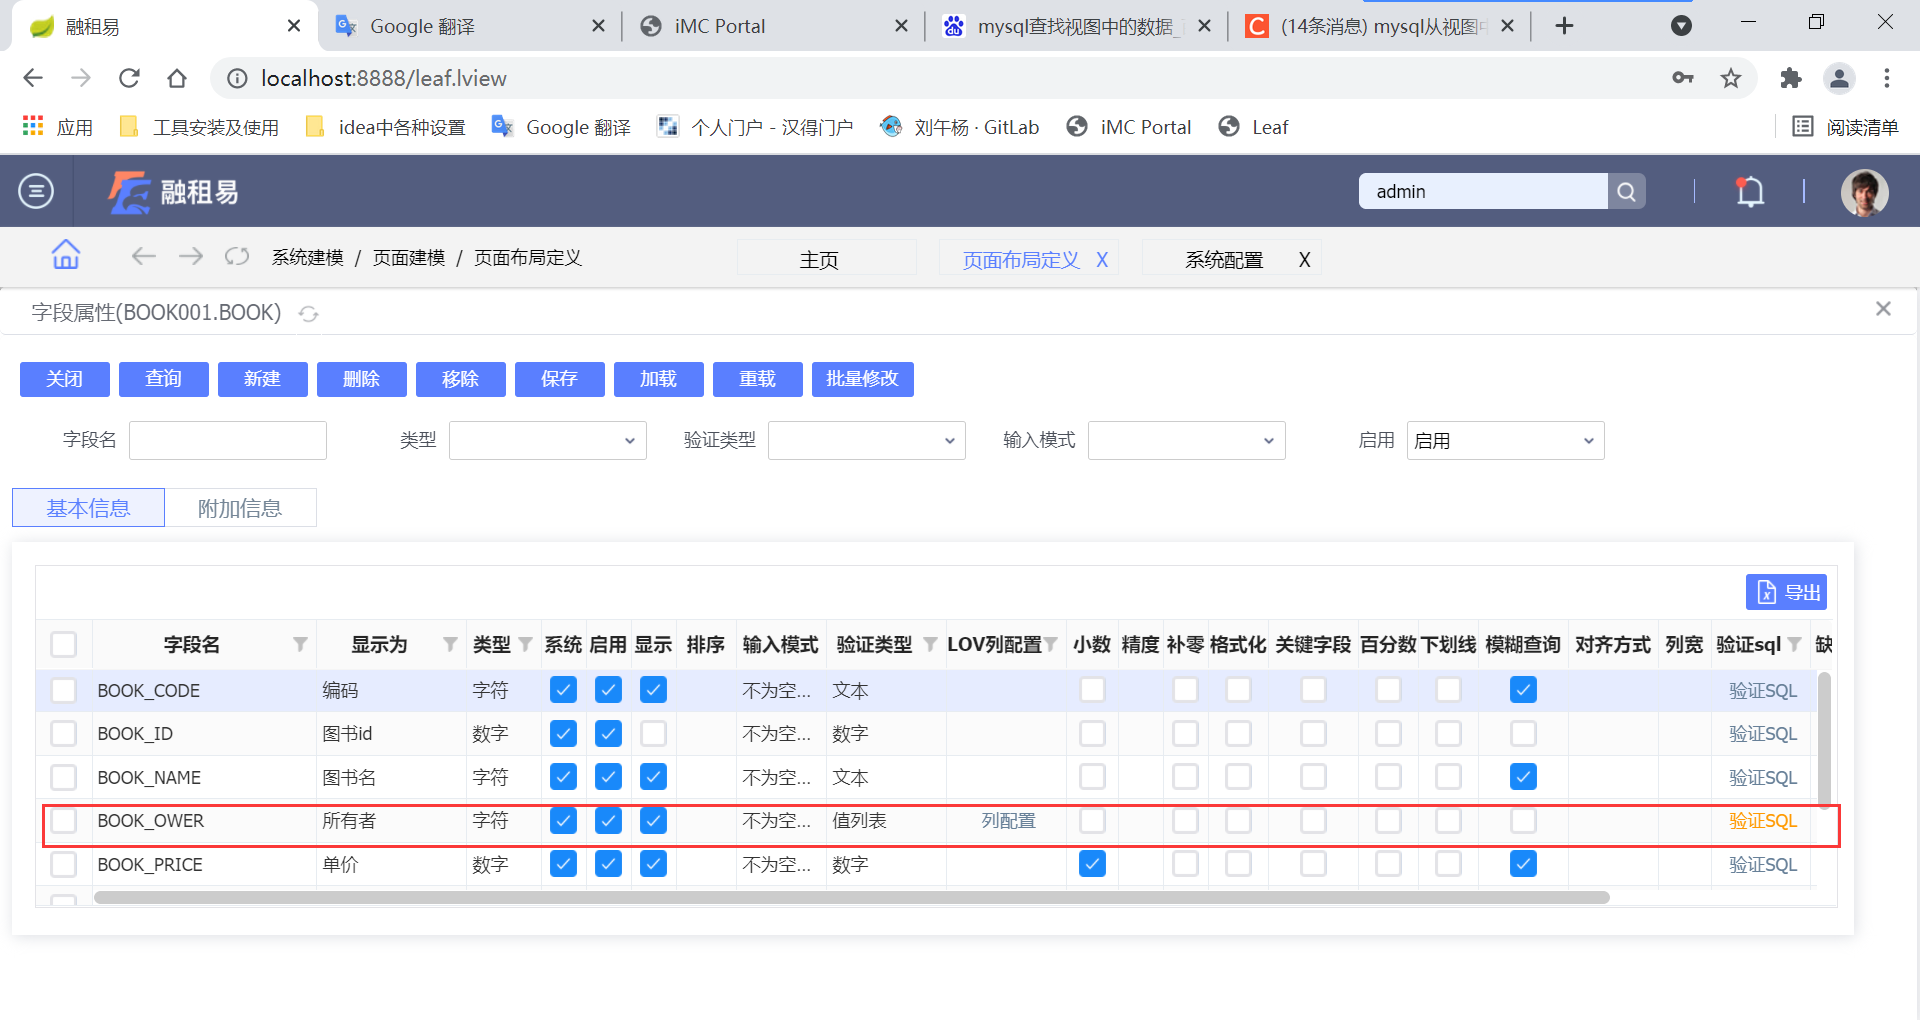 融租易
Google 翻译
iMC Portal
mysql查找视图中的数据_
(14条消息) mysql从视图
localhost:8888/leaf.lview
应用
工具安装及使用
idea中各种设置
Google 翻译
个人门户 - 汉得门户
刘午杨 · GitLab
iMC Portal
Leaf
阅读清单
融租易
admin
系统建模 / 页面建模 / 页面布局定义
主页
页面布局定义 X
系统配置 X
字段属性(BOOK001.BOOK)
关闭 查询 新建 删除 移除 保存 加载 重载 批量修改
字段名 类型 验证类型 输入模式 启用 启用
基本信息 附加信息
导出
字段名 显示为 类型 系统 启用 显示 排序 输入模式 验证类型 LOV列配置 小数 精度 补零 格式化 关键字段 百分数 下划线 模糊查询 对齐方式 列宽 验证sql 缺
BOOK_CODE 编码 字符 不为空... 文本 验证SQL
BOOK_ID 图书id 数字 不为空... 数字 验证SQL
BOOK_NAME 图书名 字符 不为空... 文本 验证SQL
BOOK_OWER 所有者 字符 不为空... 值列表 列配置 验证SQL
BOOK_PRICE 单价 数字 不为空... 数字 验证SQL